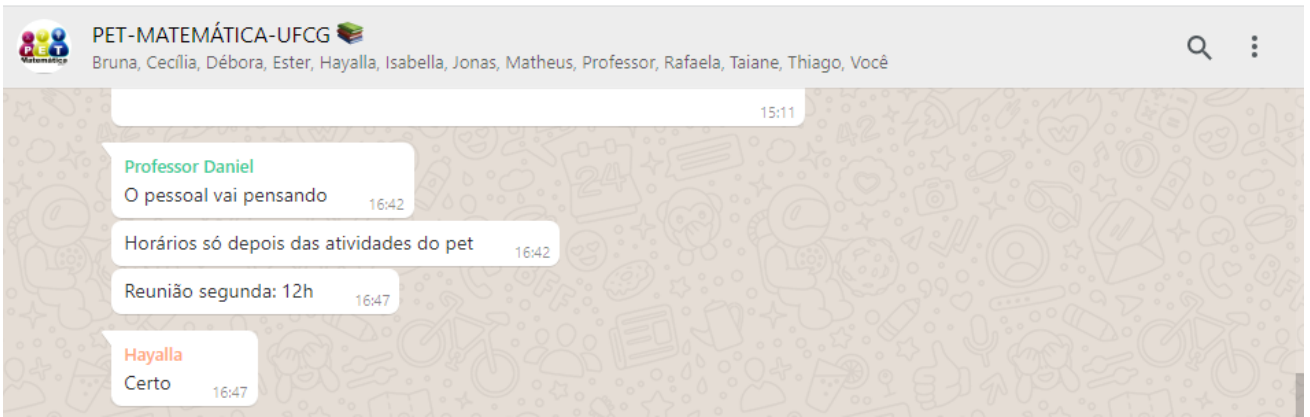 PET-MATEMÁTICA-UFCG
Bruna, Cecília, Débora, Ester, Hayalla, Isabella, Jonas, Matheus, Professor, Rafaela, Taiane, Thiago, Você
PET
Matemática
15:11
Professor Daniel
O pessoal vai pensando 16:42
Horários só depois das atividades do pet 16:42
Reunião segunda: 12h 16:47
Hayalla
Certo 16:47